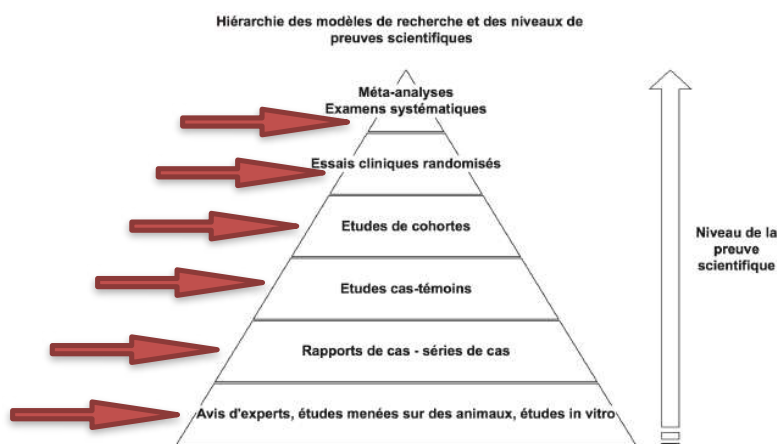 Hiérarchie des modèles de recherche et des niveaux de
preuves scientifiques
Méta-analyses
Examens systématiques
Essais cliniques randomisés
Etudes de cohortes
Etudes cas-témoins
Rapports de cas - séries de cas
Avis d'experts, études menées sur des animaux, études in vitro
Niveau de la
preuve
scientifique